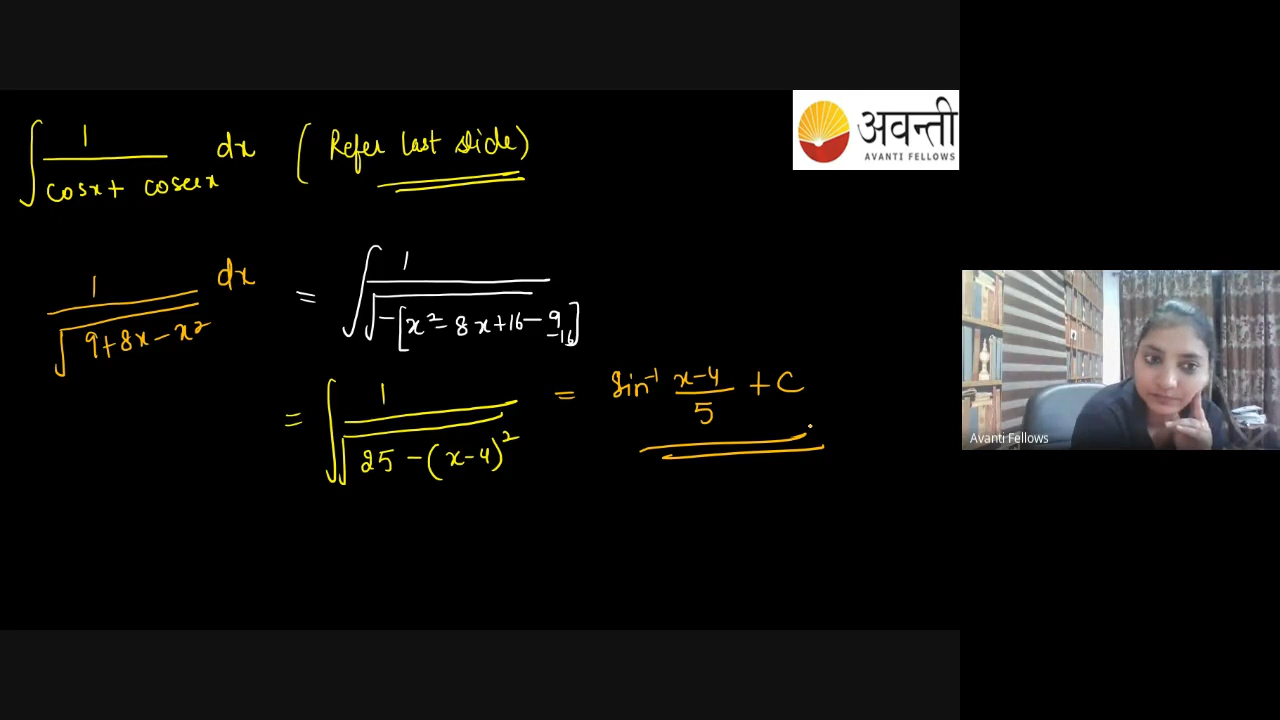 ∫ 1/(cosx + cosecx) dx (Refer last slide)
अवन्ती
AVANTI FELLOWS
1/√(9+8x-x²) dx = ∫ 1/√(-[x²-8x+16-9-16])
= ∫ 1/√(25-(x-4)²) = Sin⁻¹ (x-4)/5 + C
Avanti Fellows